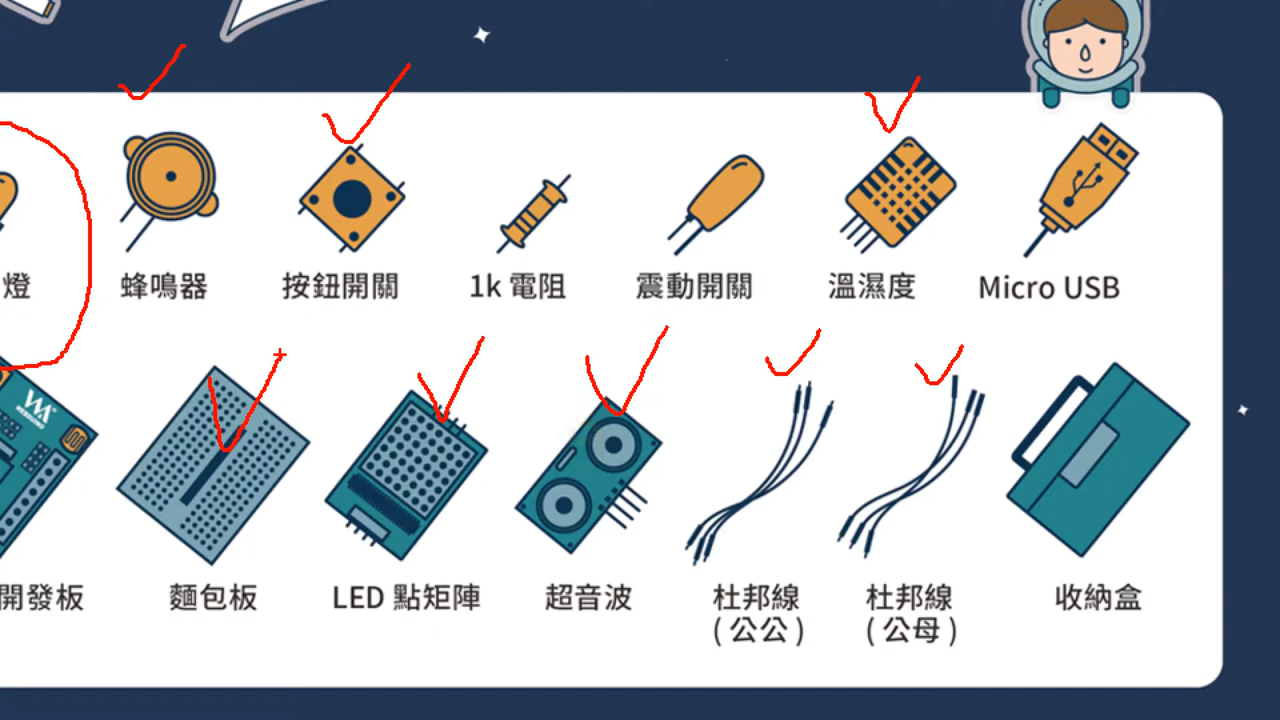 燈 蜂鳴器 按鈕開關 1k 電阻 震動開關 溫濕度 Micro USB
開發板 麵包板 LED 點矩陣 超音波 杜邦線 杜邦線 收納盒
( 公公 ) ( 公母 )